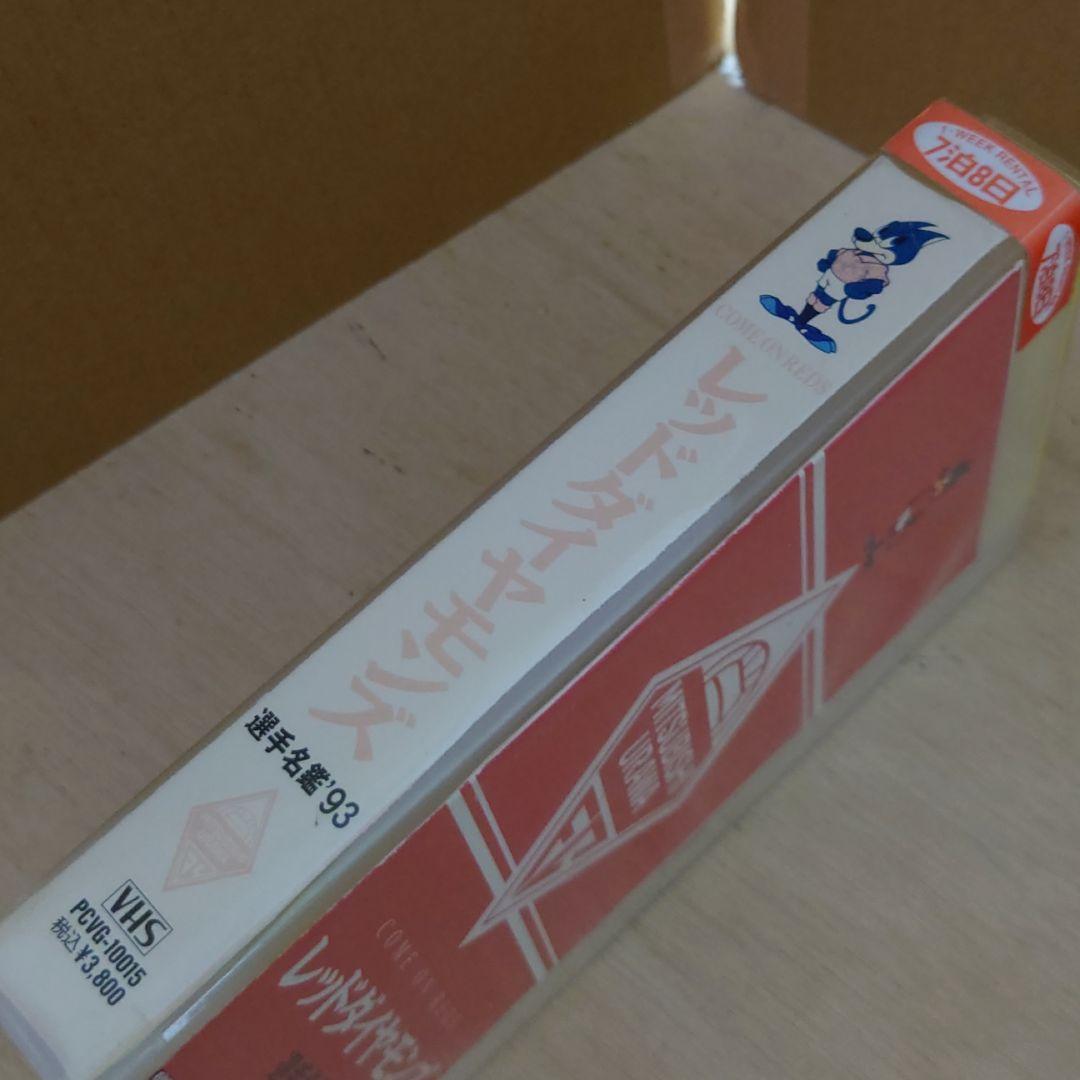 1-WEEK RENTAL
7泊8日
COME ON REDS
レッドダイヤモンズ
選手名鑑'93
VHS
PCVG-10015
税込¥3,800
MITSUBISHI
URAWA
COME ON REDS
レッドダイヤモンズ